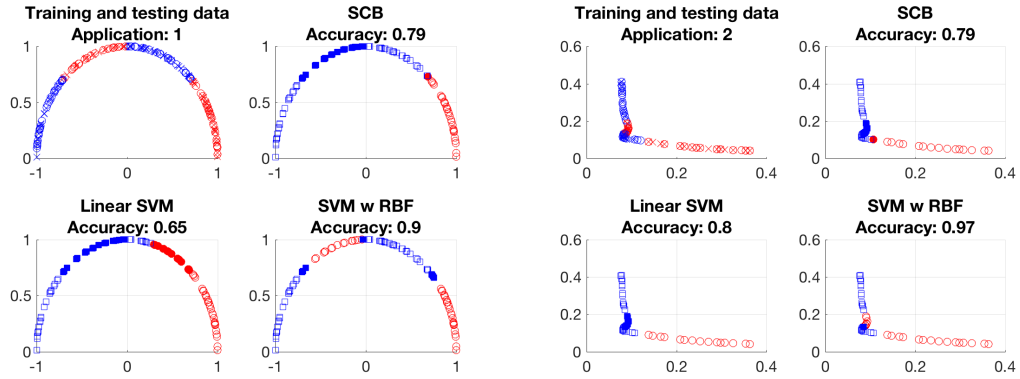 Training and testing data
Application: 1
1
0.5
0
-1 0 1
SCB
Accuracy: 0.79
1
0.5
0
-1 0 1
Training and testing data
Application: 2
0.6
0.4
0.2
0
0 0.2 0.4
SCB
Accuracy: 0.79
0.6
0.4
0.2
0
0 0.2 0.4
Linear SVM
Accuracy: 0.65
1
0.5
0
-1 0 1
SVM w RBF
Accuracy: 0.9
1
0.5
0
-1 0 1
Linear SVM
Accuracy: 0.8
0.6
0.4
0.2
0
0 0.2 0.4
SVM w RBF
Accuracy: 0.97
0.6
0.4
0.2
0
0 0.2 0.4